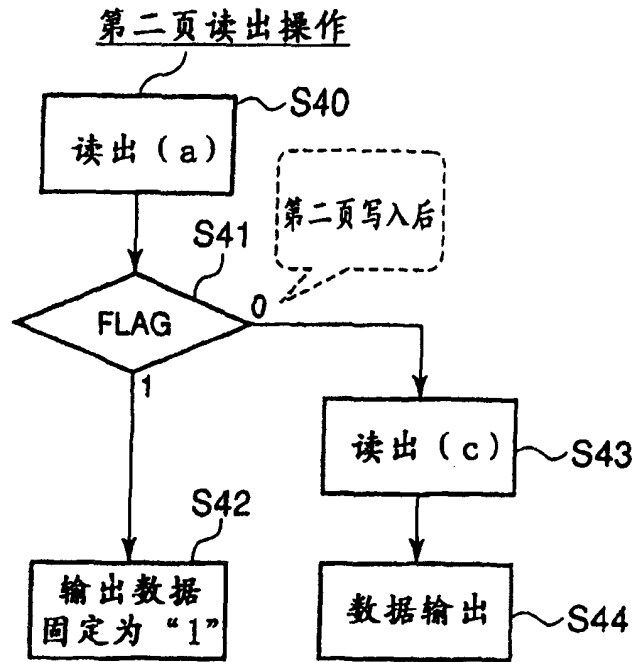 第二页读出操作
S40
读出(a)
第二页写入后
S41
0
FLAG
1
读出(c)
S43
S42
输出数据
固定为“1”
数据输出
S44